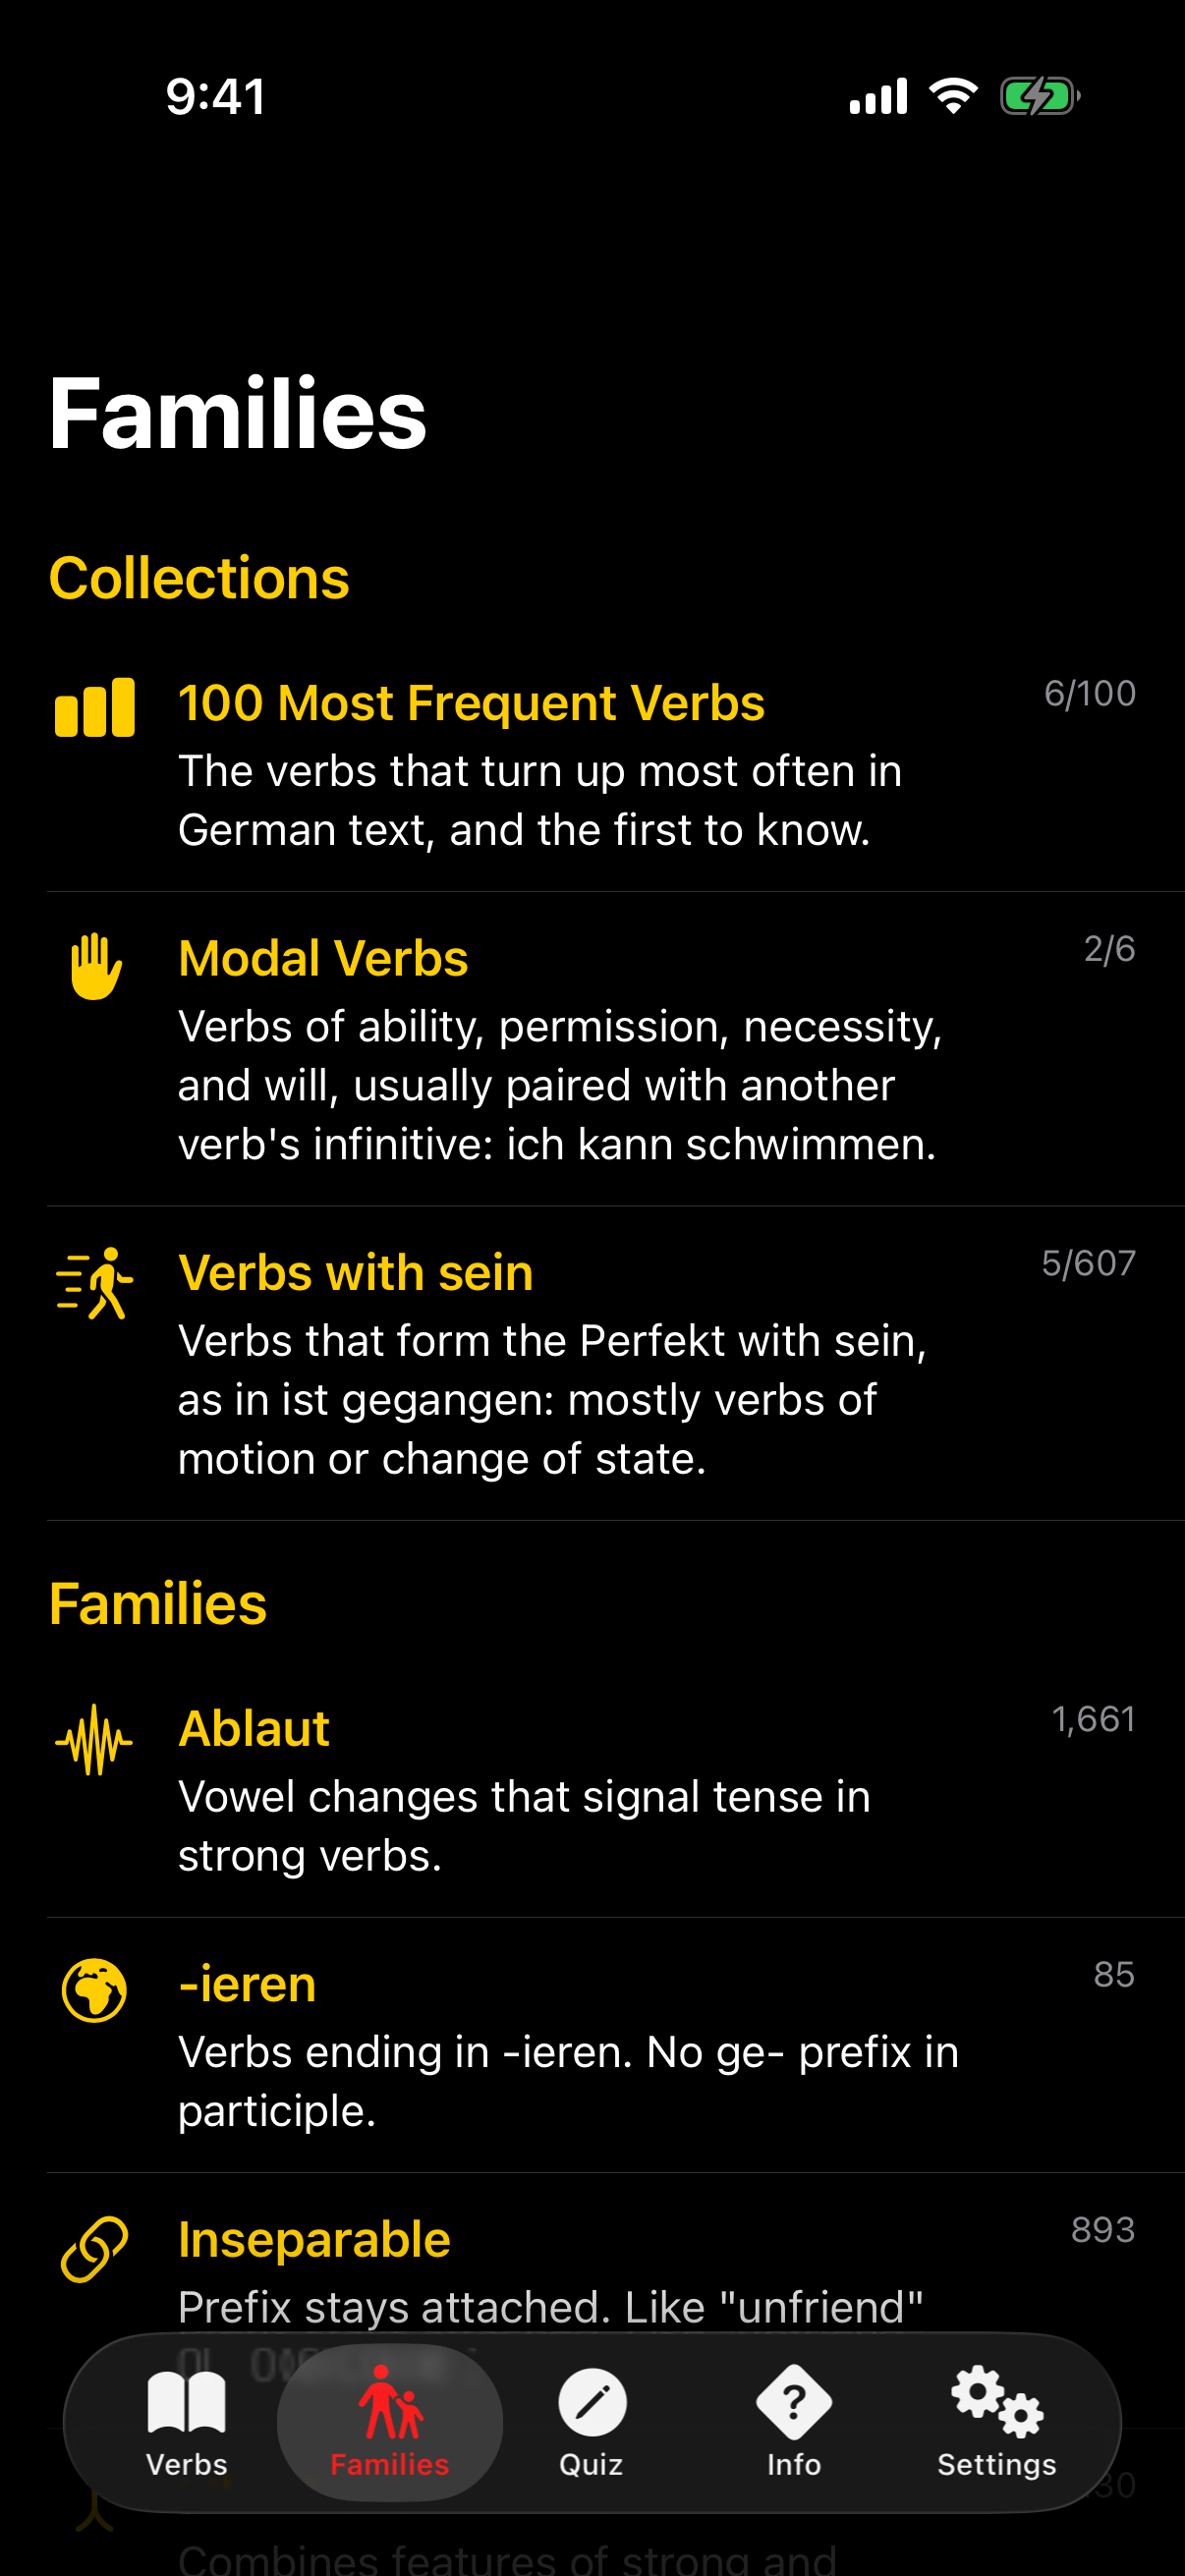 9:41
Families
Collections
100 Most Frequent Verbs
6/100
The verbs that turn up most often in
German text, and the first to know.
Modal Verbs
2/6
Verbs of ability, permission, necessity,
and will, usually paired with another
verb's infinitive: ich kann schwimmen.
Verbs with sein
5/607
Verbs that form the Perfekt with sein,
as in ist gegangen: mostly verbs of
motion or change of state.
Families
Ablaut
1,661
Vowel changes that signal tense in
strong verbs.
-ieren
85
Verbs ending in -ieren. No ge- prefix in
participle.
Inseparable
893
Prefix stays attached. Like "unfriend"
Verbs
Families
Quiz
Info
Settings
Combines features of strong and